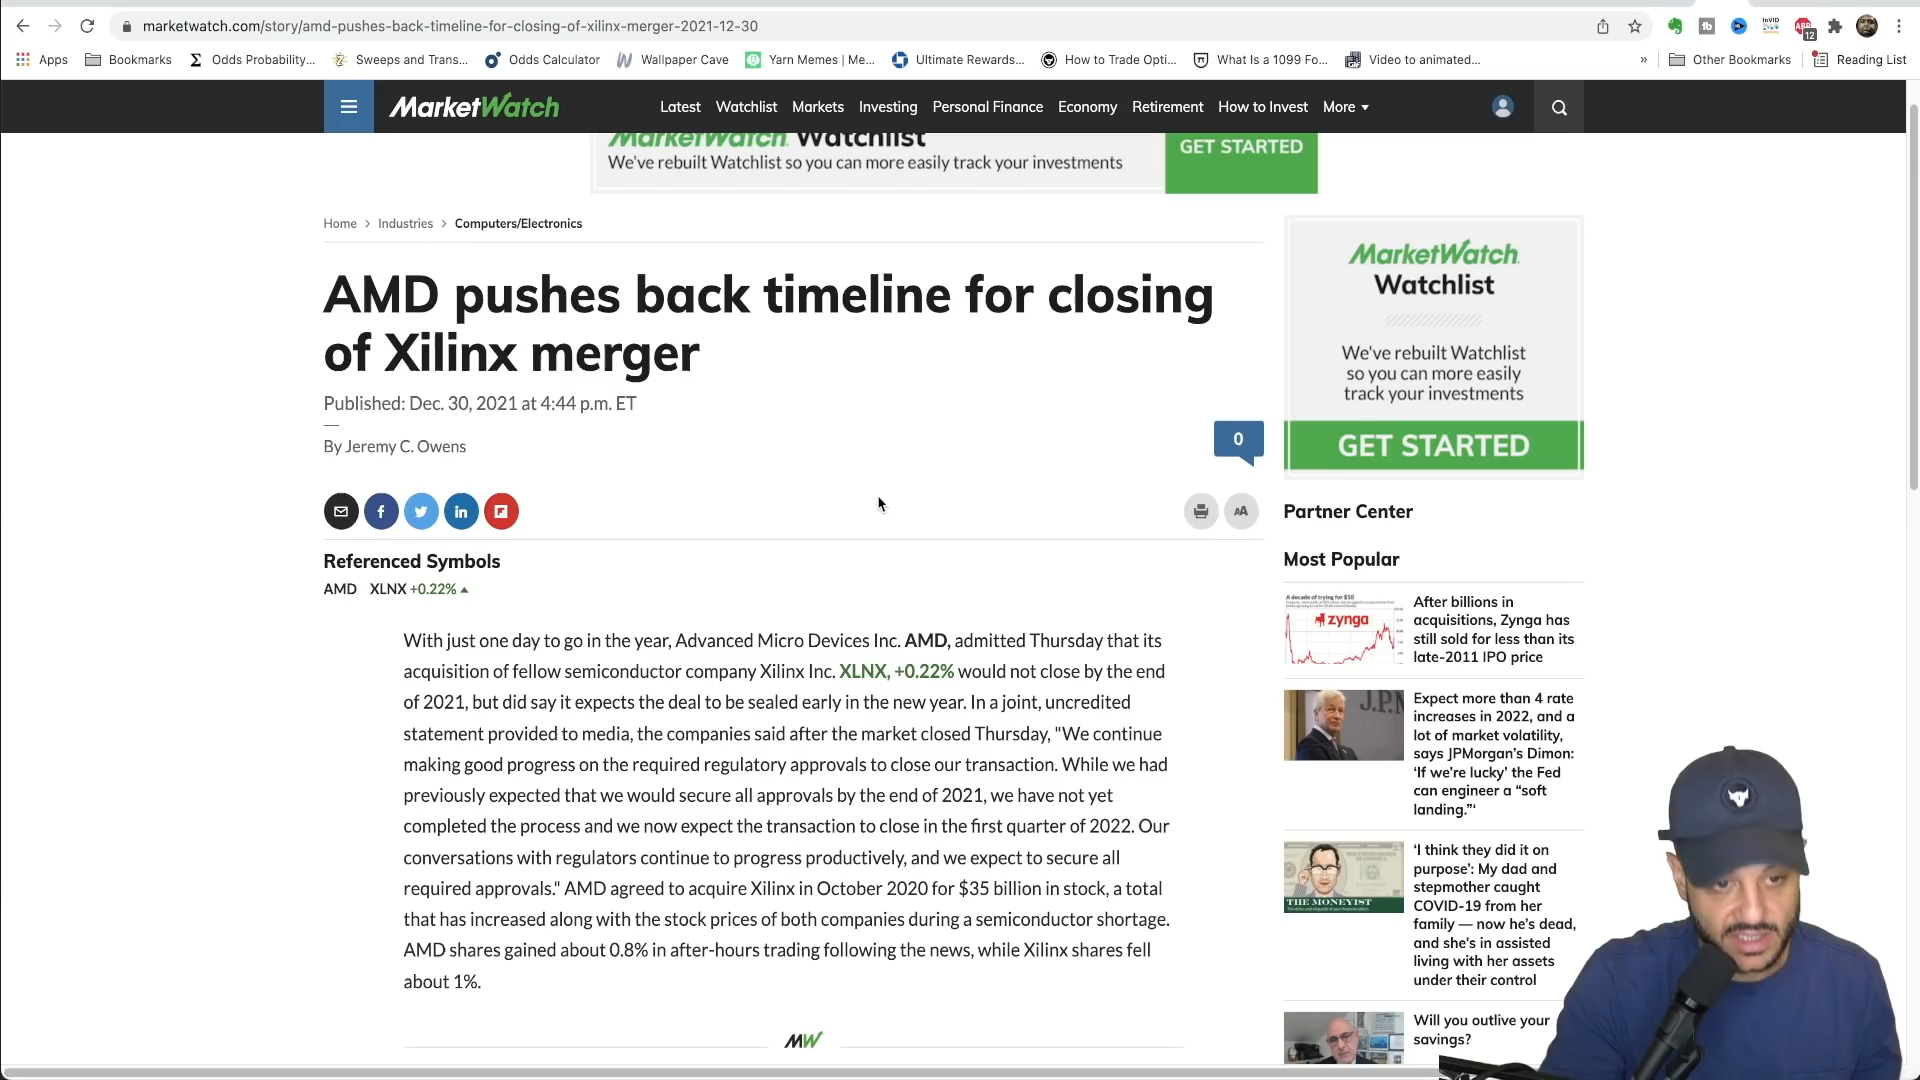 marketwatch.com/story/amd-pushes-back-timeline-for-closing-of-xilinx-merger-2021-12-30
12
Apps Bookmarks Odds Probability... Sweeps and Trans... Odds Calculator Wallpaper Cave Yarn Memes | Me... Ultimate Rewards... How to Trade Opti... What Is a 1099 Fo... Video to animated... » Other Bookmarks Reading List
MarketWatch Latest Watchlist Markets Investing Personal Finance Economy Retirement How to Invest More
MarketWatch Watchlist
We've rebuilt Watchlist so you can more easily track your investments
GET STARTED
Home > Industries > Computers/Electronics
AMD pushes back timeline for closing
of Xilinx merger
Published: Dec. 30, 2021 at 4:44 p.m. ET
By Jeremy C. Owens
0
Referenced Symbols
AMD XLNX +0.22%
With just one day to go in the year, Advanced Micro Devices Inc. AMD, admitted Thursday that its
acquisition of fellow semiconductor company Xilinx Inc. XLNX, +0.22% would not close by the end
of 2021, but did say it expects the deal to be sealed early in the new year. In a joint, uncredited
statement provided to media, the companies said after the market closed Thursday, "We continue
making good progress on the required regulatory approvals to close our transaction. While we had
previously expected that we would secure all approvals by the end of 2021, we have not yet
completed the process and we now expect the transaction to close in the first quarter of 2022. Our
conversations with regulators continue to progress productively, and we expect to secure all
required approvals." AMD agreed to acquire Xilinx in October 2020 for $35 billion in stock, a total
that has increased along with the stock prices of both companies during a semiconductor shortage.
AMD shares gained about 0.8% in after-hours trading following the news, while Xilinx shares fell
about 1%.
MW
MarketWatch
Watchlist
We've rebuilt Watchlist
so you can more easily
track your investments
GET STARTED
Partner Center
Most Popular
A decade of trying for $10
zynga
After billions in
acquisitions, Zynga has
still sold for less than its
late-2011 IPO price
J.P.M
Expect more than 4 rate
increases in 2022, and a
lot of market volatility,
says JPMorgan's Dimon:
'If we're lucky' the Fed
can engineer a "soft
landing."'
THE MONEYIST
'I think they did it on
purpose': My dad and
stepmother caught
COVID-19 from her
family — now he's dead,
and she's in assisted
living with her assets
under their control
Will you outlive your
savings?